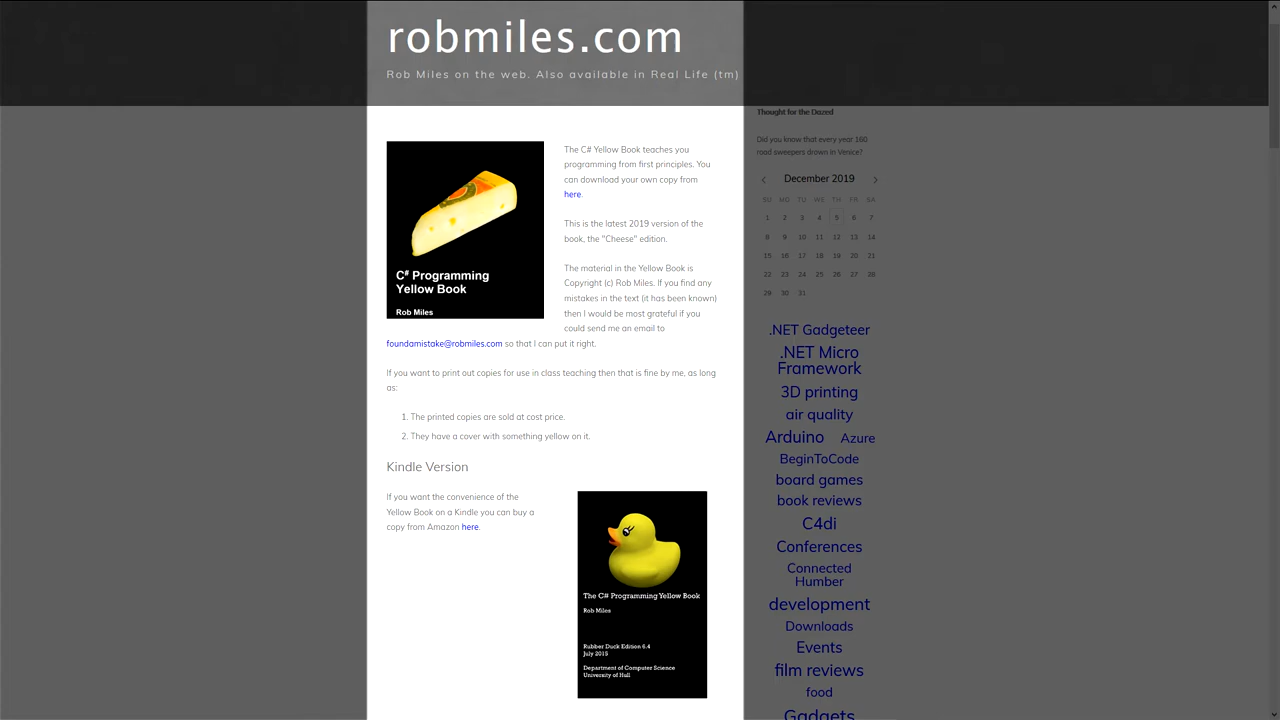 robmiles.com
Rob Miles on the web. Also available in Real Life (tm)
C# Programming
Yellow Book
Rob Miles
The C# Yellow Book teaches you
programming from first principles. You
can download your own copy from
here.
This is the latest 2019 version of the
book, the "Cheese" edition.
The material in the Yellow Book is
Copyright (c) Rob Miles. If you find any
mistakes in the text (it has been known)
then I would be most grateful if you
could send me an email to
foundamistake@robmiles.com so that I can put it right.
If you want to print out copies for use in class teaching then that is fine by me, as long
as:
1. The printed copies are sold at cost price.
2. They have a cover with something yellow on it.
Kindle Version
If you want the convenience of the
Yellow Book on a Kindle you can buy a
copy from Amazon here.
The C# Programming Yellow Book
Rob Miles
Rubber Duck Edition 6.4
July 2015
Department of Computer Science
University of Hull
Thought for the Dazed
Did you know that every year 160
road sweepers drown in Venice?
December 2019
SU MO TU WE TH FR SA
1 2 3 4 5 6 7
8 9 10 11 12 13 14
15 16 17 18 19 20 21
22 23 24 25 26 27 28
29 30 31
.NET Gadgeteer
.NET Micro
Framework
3D printing
air quality
Arduino Azure
BeginToCode
board games
book reviews
C4di
Conferences
Connected
Humber
development
Downloads
Events
film reviews
food
Gadgets